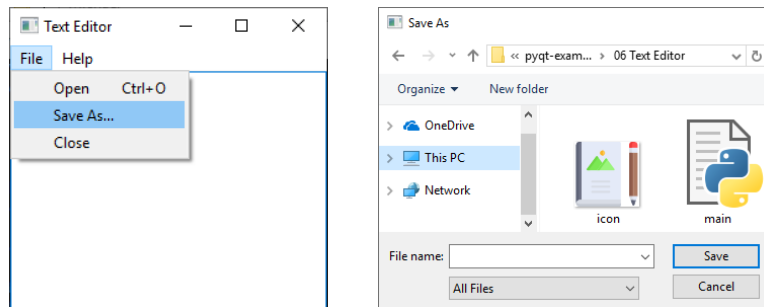 Text Editor
File Help
Open Ctrl+O
Save As...
Close
Save As
« pyqt-exam... > 06 Text Editor
Organize New folder
OneDrive
This PC
Network
icon main
File name: Save
All Files Cancel